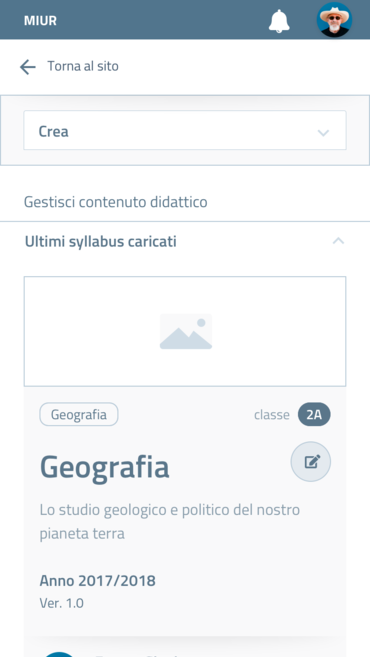 MIUR
Torna al sito
Crea
Gestisci contenuto didattico
Ultimi syllabus caricati
Geografia
classe 2A
Geografia
Lo studio geologico e politico del nostro
pianeta terra
Anno 2017/2018
Ver. 1.0